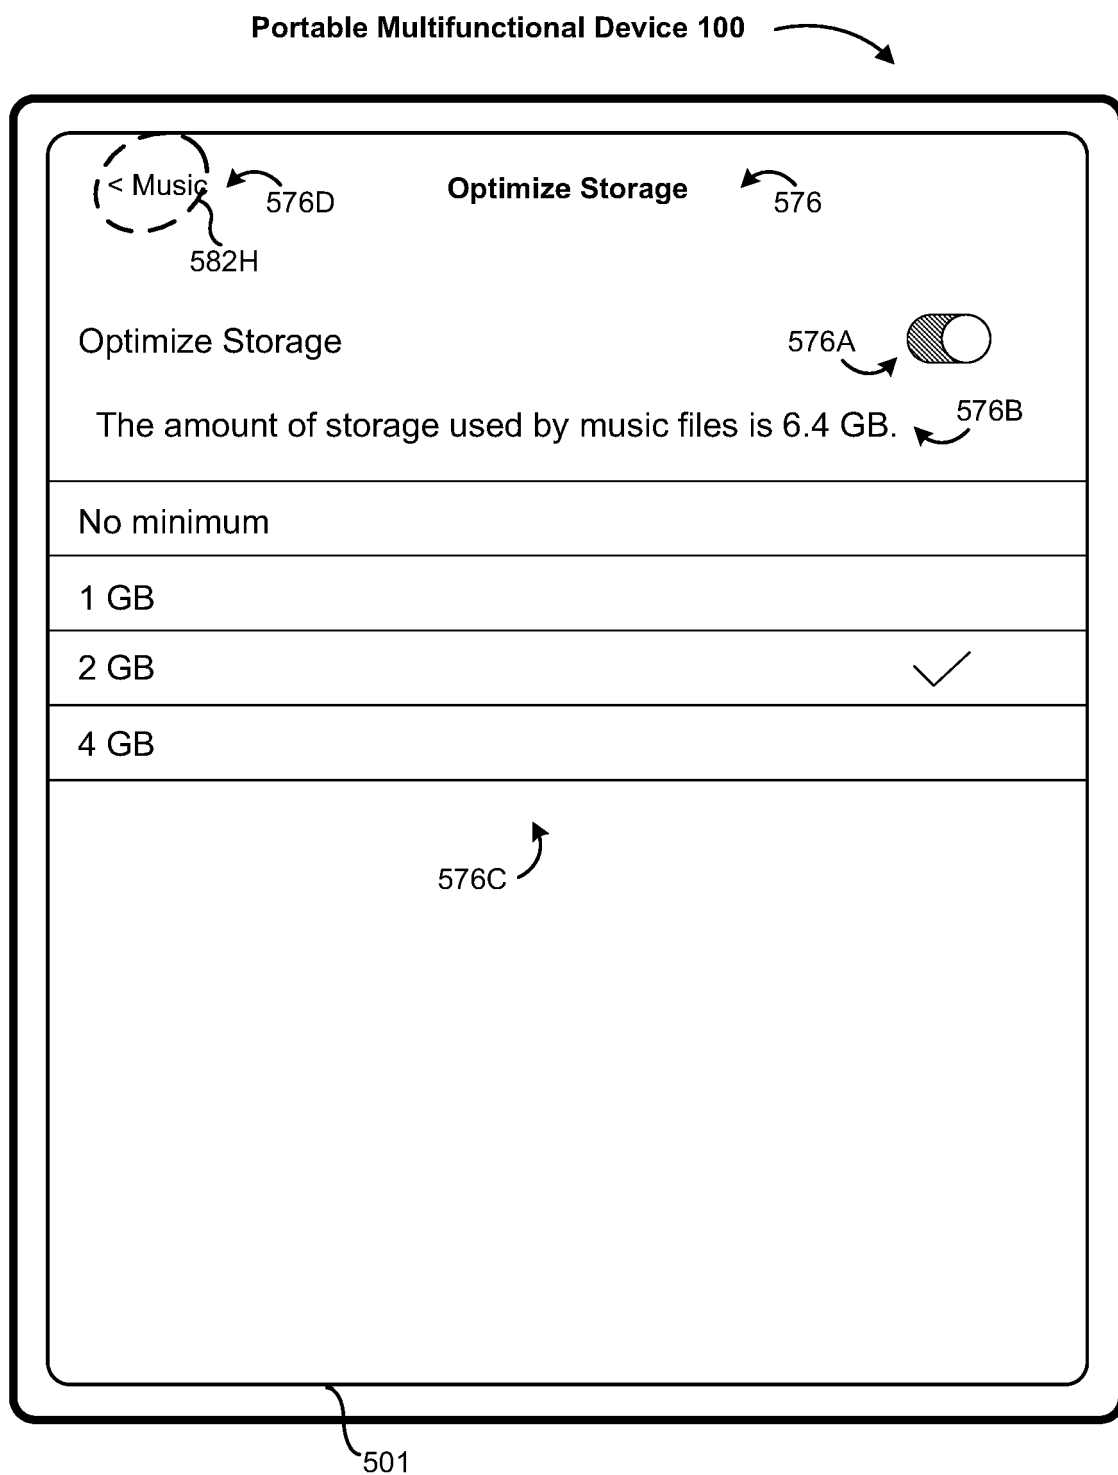 Portable Multifunctional Device 100
< Music
576D
Optimize Storage
576
582H
Optimize Storage
576A
The amount of storage used by music files is 6.4 GB.
576B
No minimum
1 GB
2 GB
4 GB
576C
501